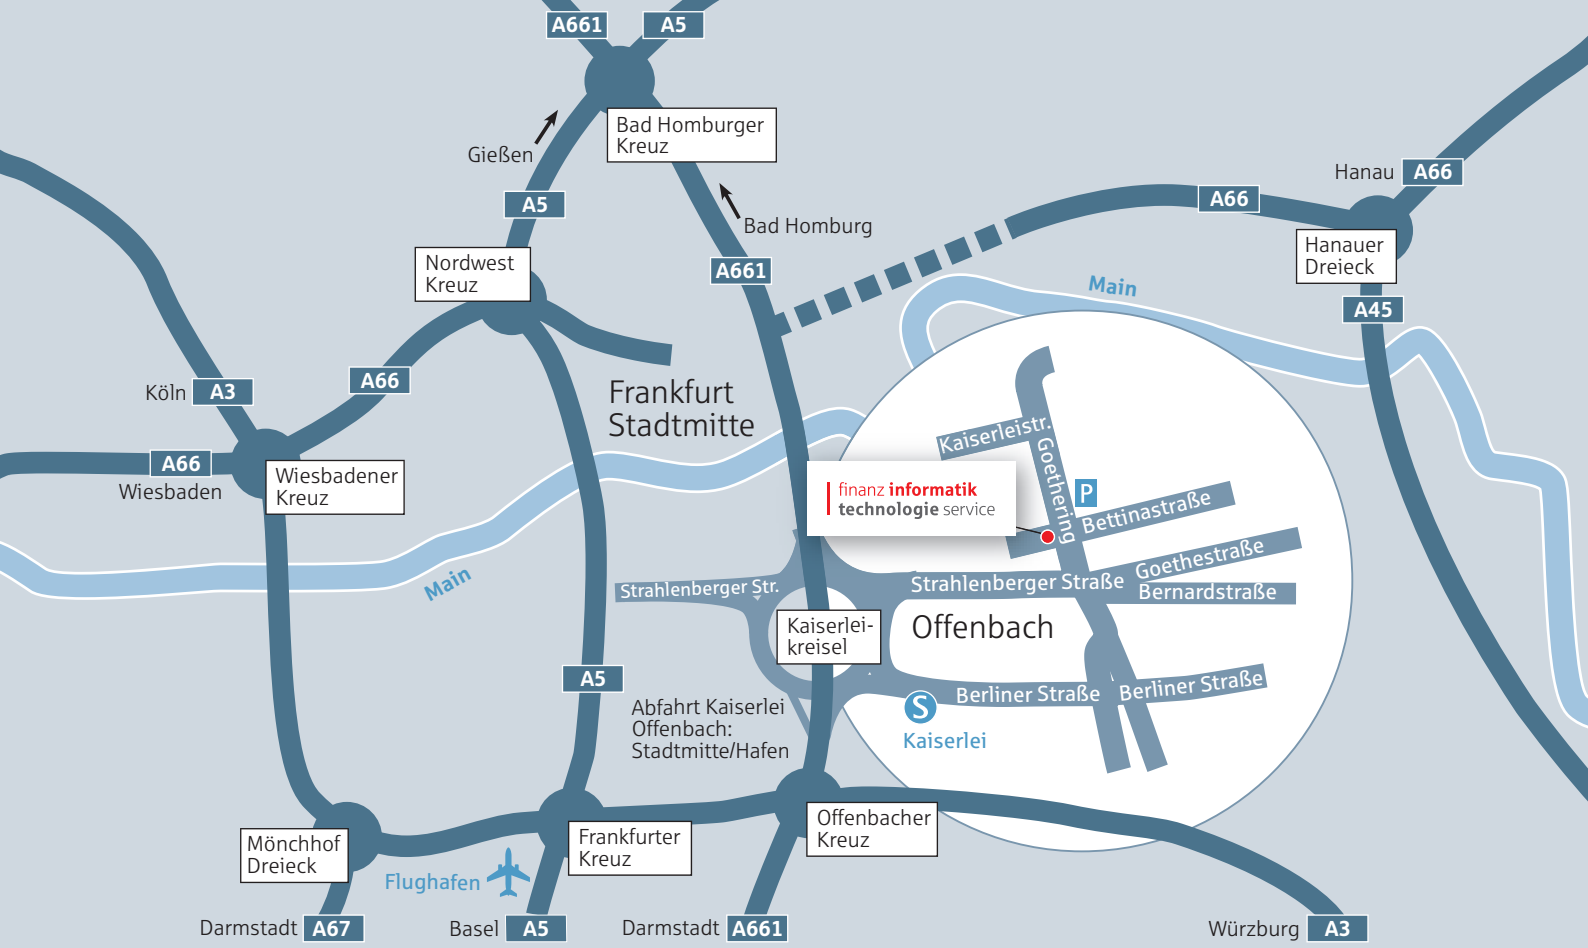 A661
A5
Bad Homburger
Kreuz
Gießen
A5
Bad Homburg
A661
Hanau
A66
A66
Hanauer
Dreieck
Main
A45
Nordwest
Kreuz
Köln
A3
A66
Frankfurt
Stadtmitte
A66
Wiesbaden
Wiesbadener
Kreuz
Main
Kaiserleistr.
Goethering
P
Bettinastraße
finanz informatik
technologie service
Goethestraße
Strahlenberger Straße
Strahlenberger Str.
Bernardstraße
Kaiserlei-
kreisel
Offenbach
A5
Berliner Straße
Berliner Straße
S
Kaiserlei
Abfahrt Kaiserlei
Offenbach:
Stadtmitte/Hafen
Offenbacher
Kreuz
Frankfurter
Kreuz
Mönchhof
Dreieck
Flughafen
Darmstadt
A67
Basel
A5
Darmstadt
A661
Würzburg
A3